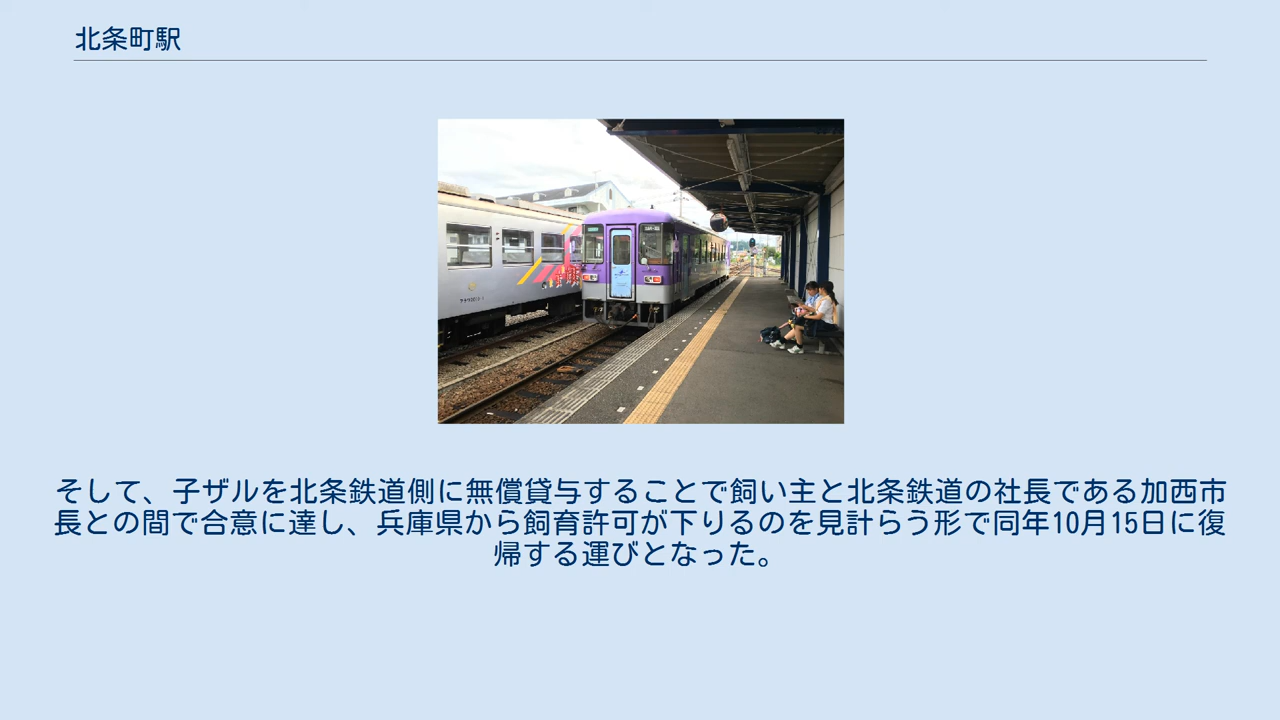 北条町駅
そして、子ザルを北条鉄道側に無償貸与することで飼い主と北条鉄道の社長である加西市
長との間で合意に達し、兵庫県から飼育許可が下りるのを見計らう形で同年10月15日に復
帰する運びとなった。